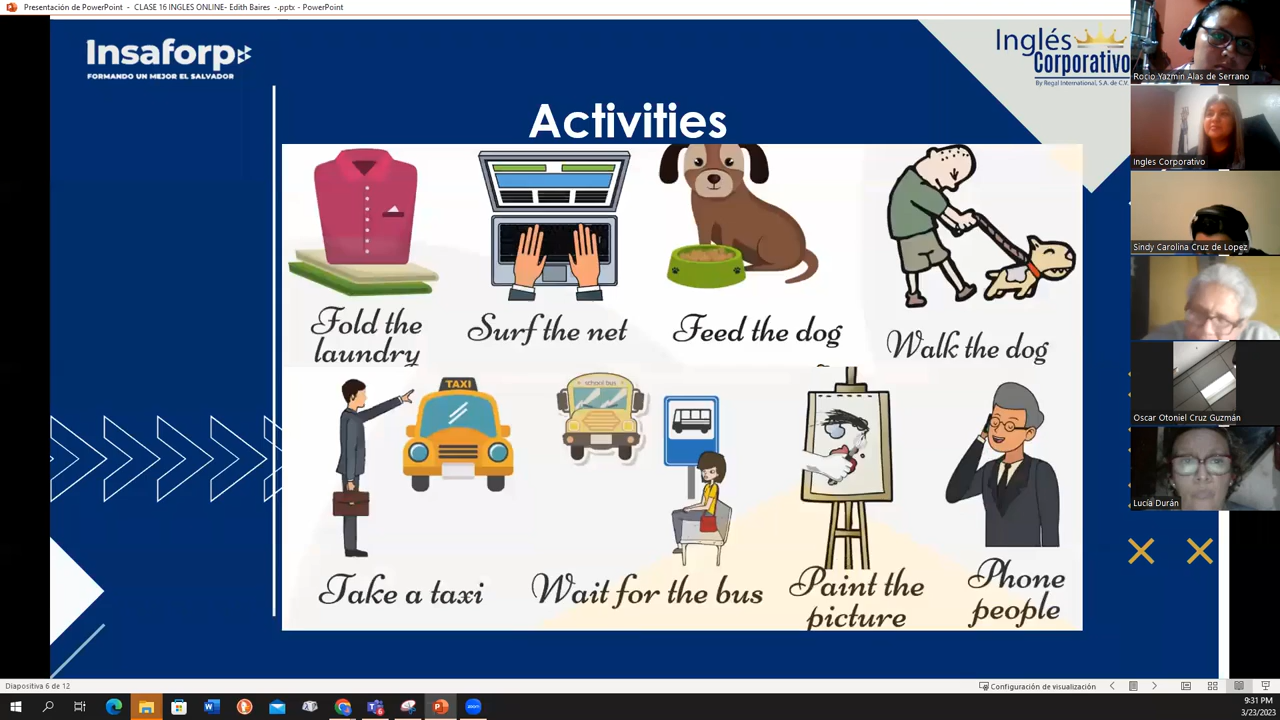 Presentación de PowerPoint - CLASE 16 INGLES ONLINE- Edith Baires -.pptx - PowerPoint
Insaforp
FORMANDO UN MEJOR EL SALVADOR
Inglés
Corporativo
By Regal International, S.A. de C.V.
Activities
Fold the
laundry
Surf the net
Feed the dog
Walk the dog
TAXI
school bus
Take a taxi
Wait for the bus
Paint the
picture
Phone
people
Rocio Yazmin Alas de Serrano
Ingles Corporativo
Sindy Carolina Cruz de Lopez
Oscar Otoniel Cruz Guzmán
Lucía Durán
Diapositiva 6 de 12
Configuración de visualización
9:31 PM
3/23/2023